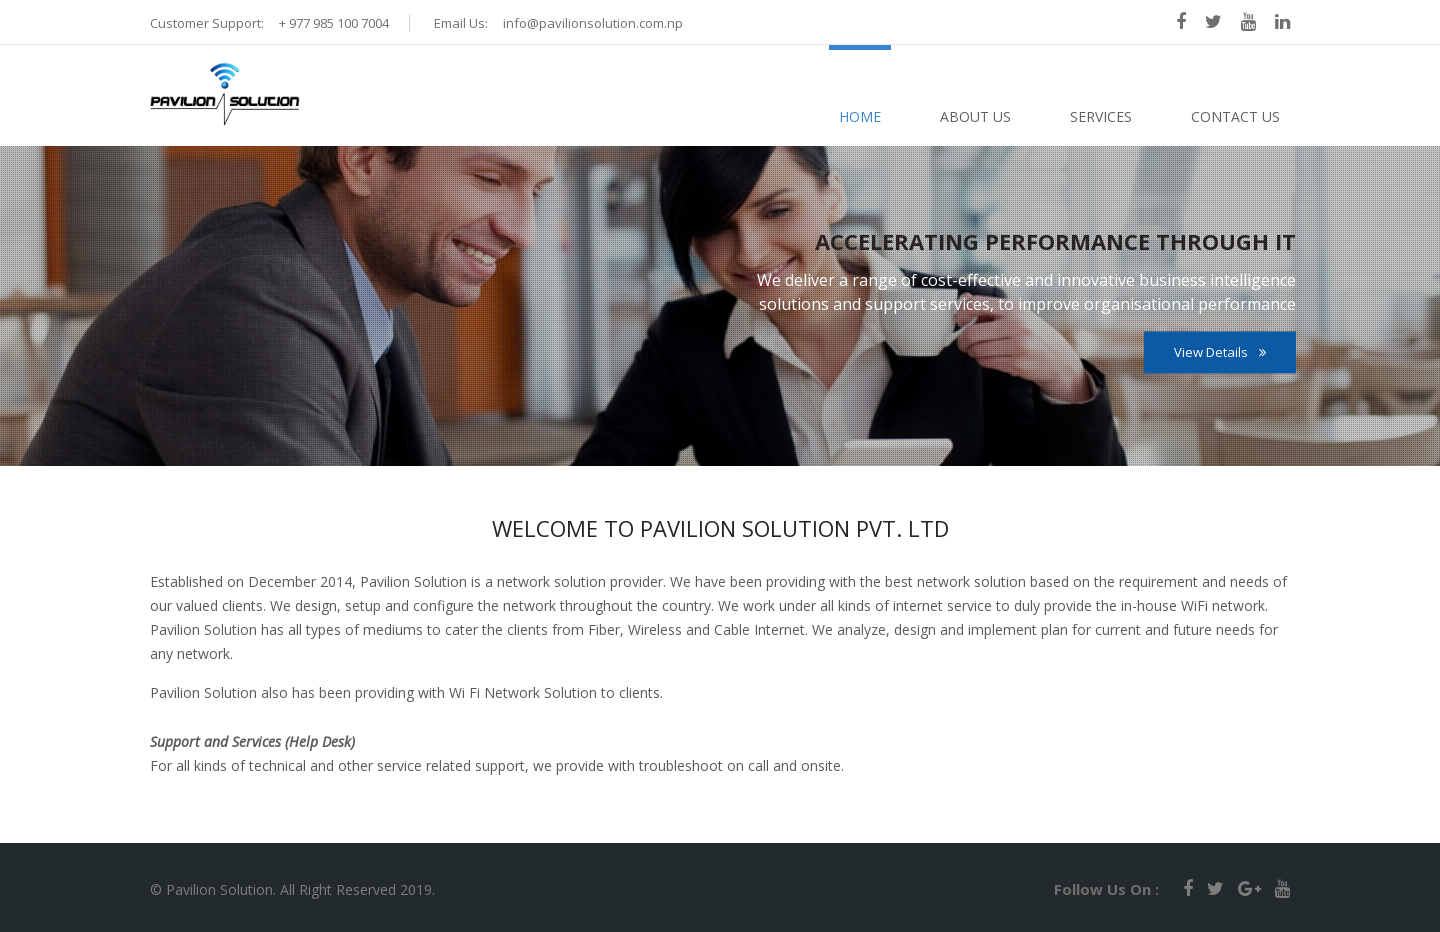 Customer Support: + 977 985 100 7004 Email Us: info@pavilionsolution.com.np
PAVILION SOLUTION
HOME ABOUT US SERVICES CONTACT US
ACCELERATING PERFORMANCE THROUGH IT
We deliver a range of cost-effective and innovative business intelligence
solutions and support services, to improve organisational performance
View Details »
WELCOME TO PAVILION SOLUTION PVT. LTD
Established on December 2014, Pavilion Solution is a network solution provider. We have been providing with the best network solution based on the requirement and needs of
our valued clients. We design, setup and configure the network throughout the country. We work under all kinds of internet service to duly provide the in-house WiFi network.
Pavilion Solution has all types of mediums to cater the clients from Fiber, Wireless and Cable Internet. We analyze, design and implement plan for current and future needs for
any network.
Pavilion Solution also has been providing with Wi Fi Network Solution to clients.
Support and Services (Help Desk)
For all kinds of technical and other service related support, we provide with troubleshoot on call and onsite.
© Pavilion Solution. All Right Reserved 2019. Follow Us On :